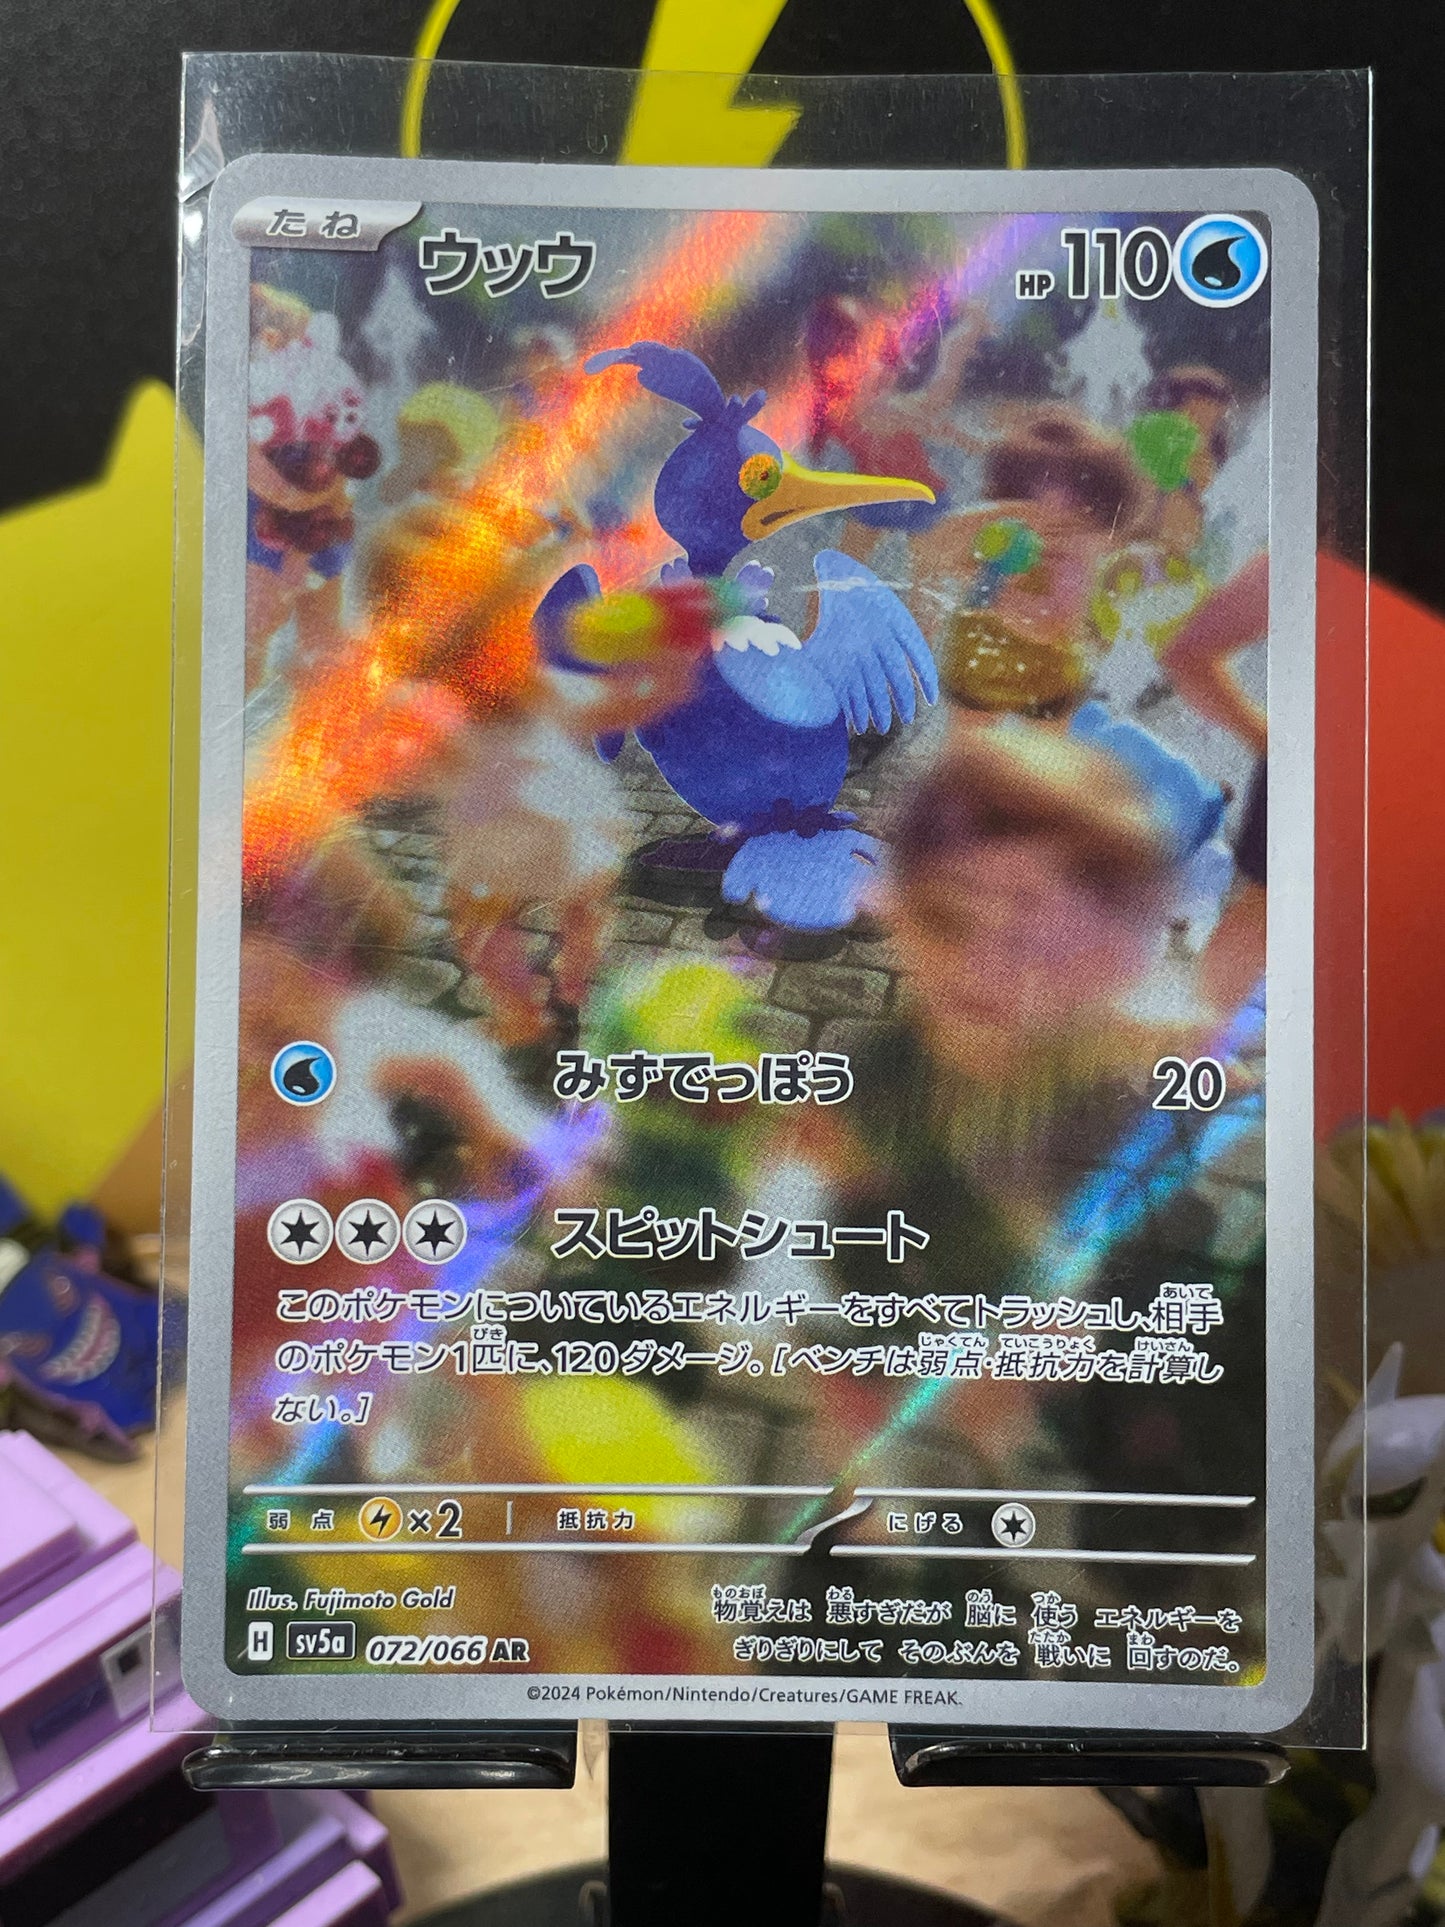 たね
ウッウ
HP110
みずでっぽう 20
スピットシュート
このポケモンについているエネルギーをすべてトラッシュし、相手
のポケモン1匹に、120ダメージ。[ベンチは弱点・抵抗力を計算し
ない。]
弱点 ×2 抵抗力 にげる
Illus. Fujimoto Gold
物覚えは 悪すぎだが 脳に 使う エネルギーを
ぎりぎりにして そのぶんを 戦いに 回すのだ。
H sv5a 072/066 AR
©2024 Pokémon/Nintendo/Creatures/GAME FREAK.